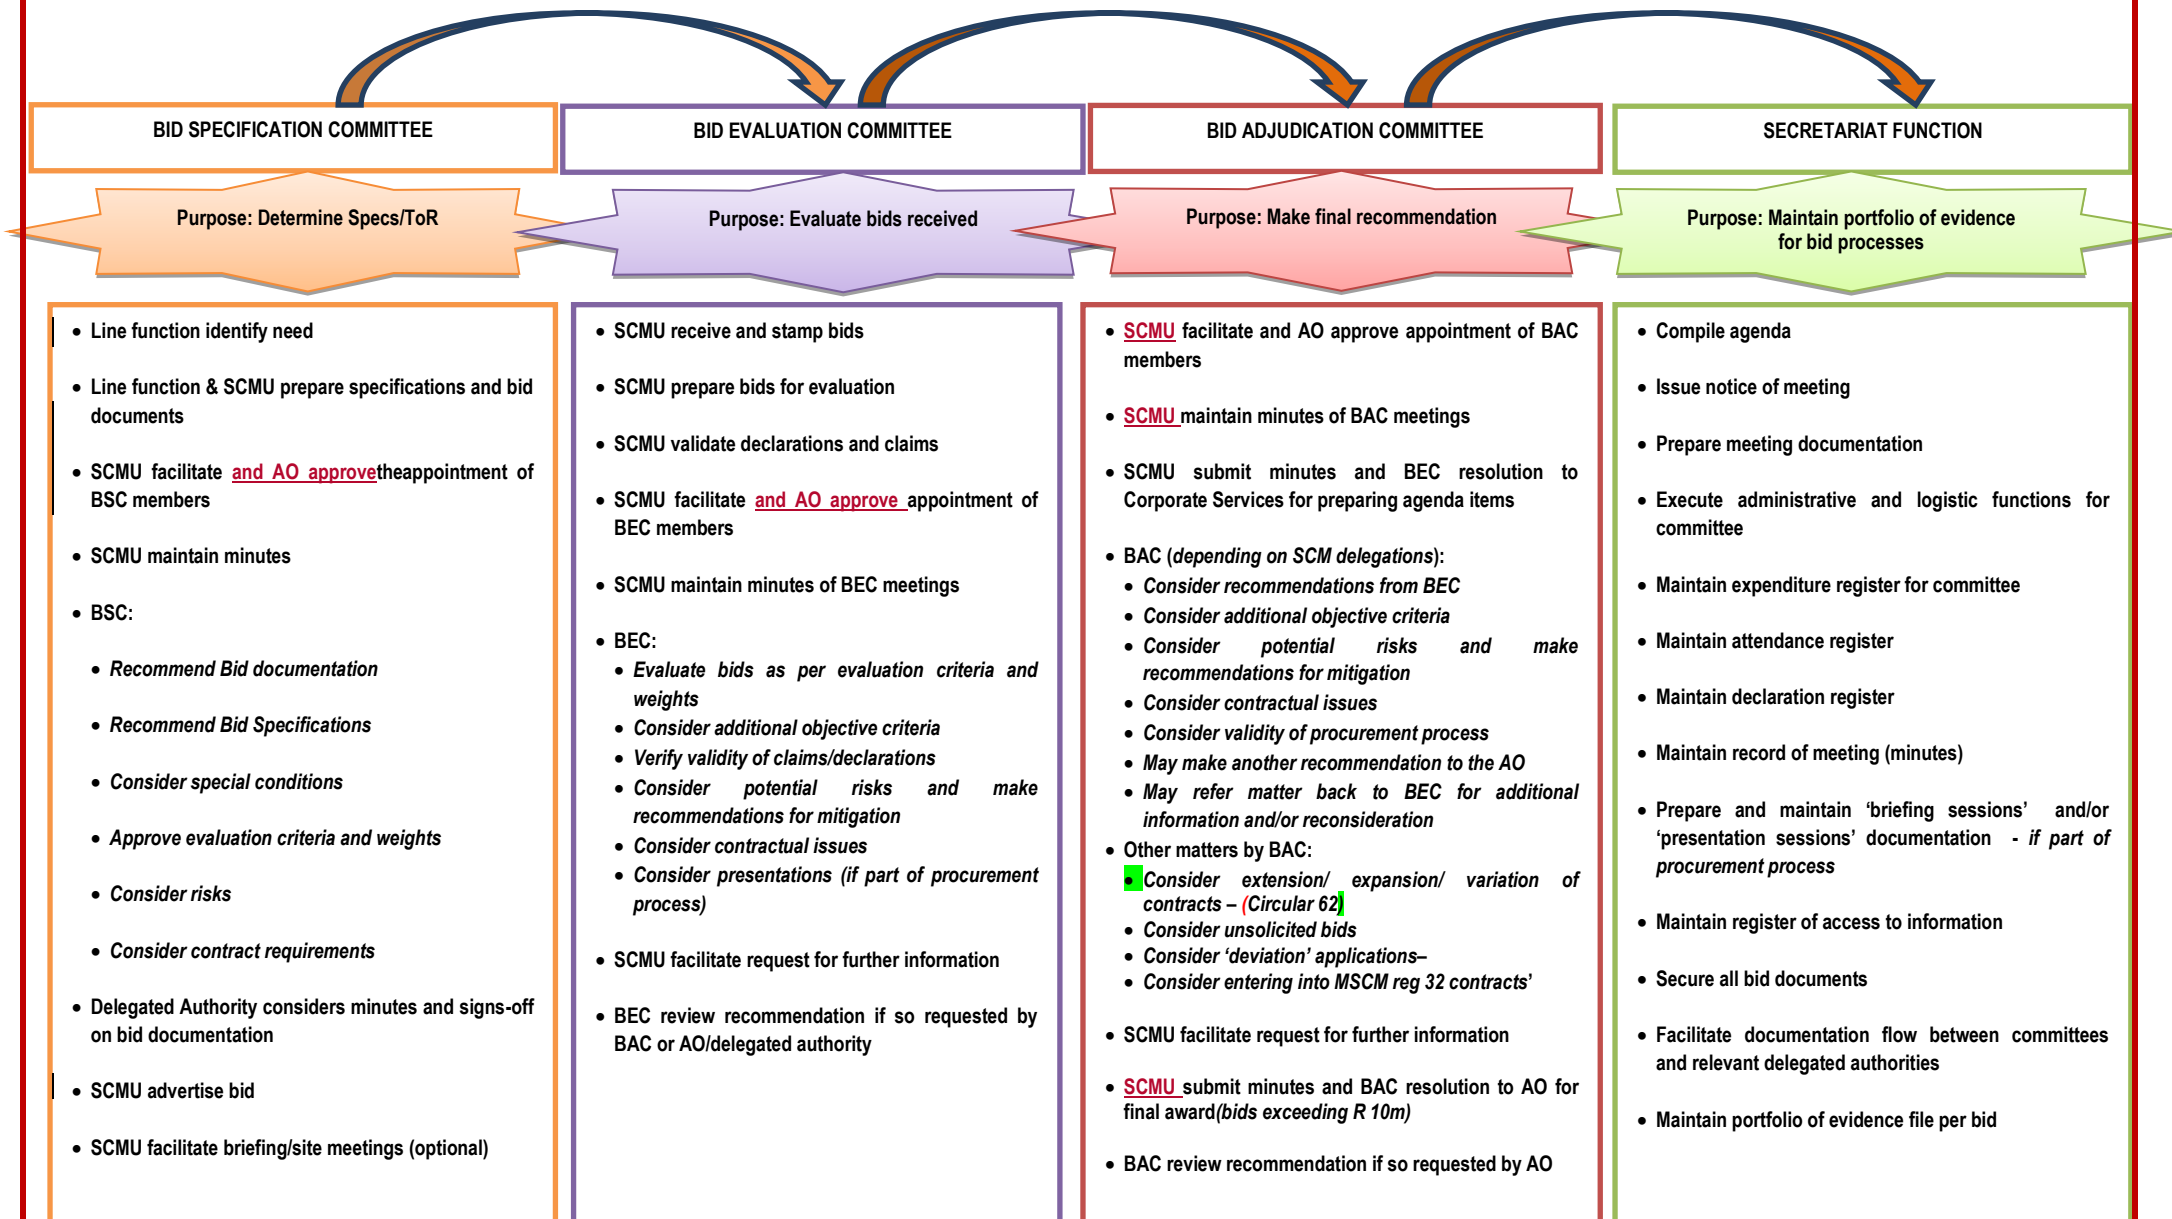 BID SPECIFICATION COMMITTEE
Purpose: Determine Specs/ToR
• Line function identify need
• Line function & SCMU prepare specifications and bid
documents
• SCMU facilitate and AO approvetheappointment of
BSC members
• SCMU maintain minutes
• BSC:
• Recommend Bid documentation
• Recommend Bid Specifications
• Consider special conditions
• Approve evaluation criteria and weights
• Consider risks
• Consider contract requirements
• Delegated Authority considers minutes and signs-off
on bid documentation
• SCMU advertise bid
• SCMU facilitate briefing/site meetings (optional)
BID EVALUATION COMMITTEE
Purpose: Evaluate bids received
• SCMU receive and stamp bids
• SCMU prepare bids for evaluation
• SCMU validate declarations and claims
• SCMU facilitate and AO approve appointment of
BEC members
• SCMU maintain minutes of BEC meetings
• BEC:
• Evaluate bids as per evaluation criteria and
weights
• Consider additional objective criteria
• Verify validity of claims/declarations
• Consider potential risks and make
recommendations for mitigation
• Consider contractual issues
• Consider presentations (if part of procurement
process)
• SCMU facilitate request for further information
• BEC review recommendation if so requested by
BAC or AO/delegated authority
BID ADJUDICATION COMMITTEE
Purpose: Make final recommendation
• SCMU facilitate and AO approve appointment of BAC
members
• SCMU maintain minutes of BAC meetings
• SCMU submit minutes and BEC resolution to
Corporate Services for preparing agenda items
• BAC (depending on SCM delegations):
• Consider recommendations from BEC
• Consider additional objective criteria
• Consider potential risks and make
recommendations for mitigation
• Consider contractual issues
• Consider validity of procurement process
• May make another recommendation to the AO
• May refer matter back to BEC for additional
information and/or reconsideration
• Other matters by BAC:
• Consider extension/ expansion/ variation of
contracts – (Circular 62)
• Consider unsolicited bids
• Consider ‘deviation’ applications–
• Consider entering into MSCM reg 32 contracts’
• SCMU facilitate request for further information
• SCMU submit minutes and BAC resolution to AO for
final award(bids exceeding R 10m)
• BAC review recommendation if so requested by AO
SECRETARIAT FUNCTION
Purpose: Maintain portfolio of evidence
for bid processes
• Compile agenda
• Issue notice of meeting
• Prepare meeting documentation
• Execute administrative and logistic functions for
committee
• Maintain expenditure register for committee
• Maintain attendance register
• Maintain declaration register
• Maintain record of meeting (minutes)
• Prepare and maintain ‘briefing sessions’ and/or
‘presentation sessions’ documentation - if part of
procurement process
• Maintain register of access to information
• Secure all bid documents
• Facilitate documentation flow between committees
and relevant delegated authorities
• Maintain portfolio of evidence file per bid